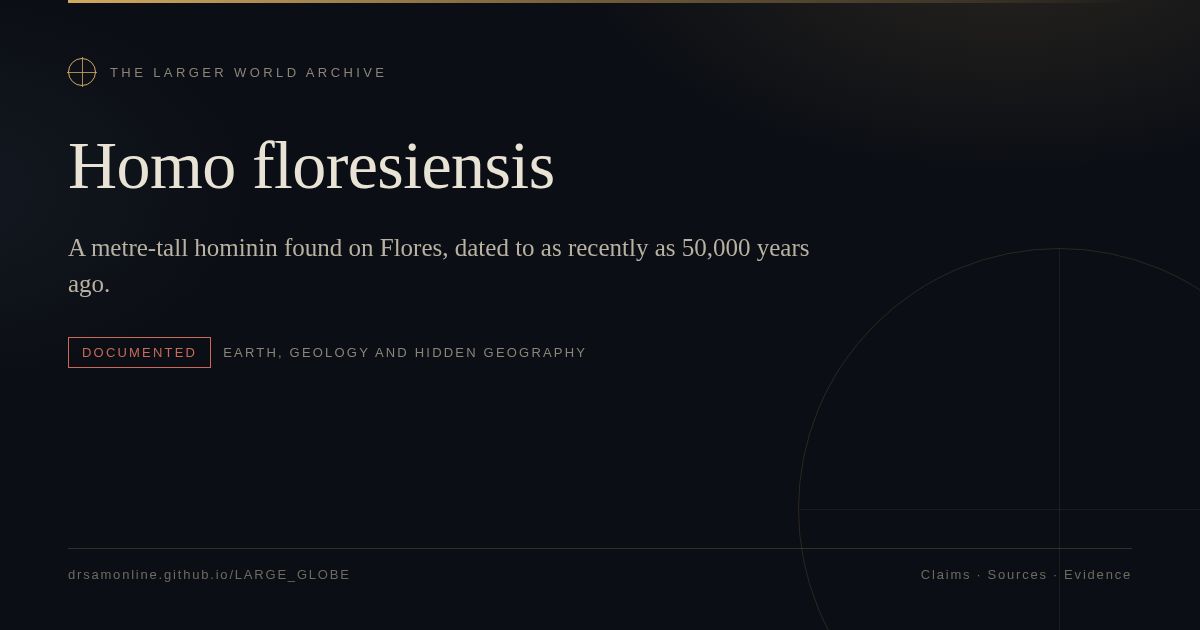 THE LARGER WORLD ARCHIVE
Homo floresiensis
A metre-tall hominin found on Flores, dated to as recently as 50,000 years
ago.
DOCUMENTED
EARTH, GEOLOGY AND HIDDEN GEOGRAPHY
drsamonline.github.io/LARGE_GLOBE
Claims · Sources · Evidence